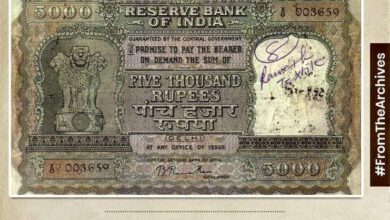 5000
RESERVE BANK
OF INDIA
003659
GUARANTEED BY THE CENTRAL GOVERNMENT
I PROMISE TO PAY THE BEARER
ON DEMAND THE SUM OF
FIVE THOUSAND
RUPEES
पांच हज़ार
रुपया
DELHI
AT ANY OFFICE OF ISSUE
FOR THE RESERVE BANK OF INDIA
003659
5000
#FromTheArchives